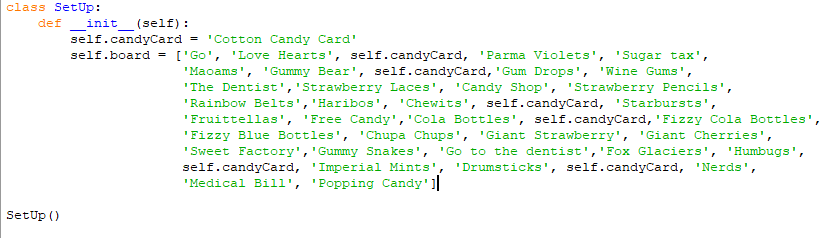 class SetUp:
    def __init__(self):
        self.candyCard = 'Cotton Candy Card'
        self.board = ['Go', 'Love Hearts', self.candyCard, 'Parma Violets', 'Sugar tax',
                      'Maoams', 'Gummy Bear', self.candyCard,'Gum Drops', 'Wine Gums',
                      'The Dentist','Strawberry Laces', 'Candy Shop', 'Strawberry Pencils',
                      'Rainbow Belts','Haribos', 'Chewits', self.candyCard, 'Starbursts',
                      'Fruittellas', 'Free Candy','Cola Bottles', self.candyCard,'Fizzy Cola Bottles',
                      'Fizzy Blue Bottles', 'Chupa Chups', 'Giant Strawberry', 'Giant Cherries',
                      'Sweet Factory','Gummy Snakes', 'Go to the dentist','Fox Glaciers', 'Humbugs',
                      self.candyCard, 'Imperial Mints', 'Drumsticks', self.candyCard, 'Nerds',
                      'Medical Bill', 'Popping Candy']
SetUp()